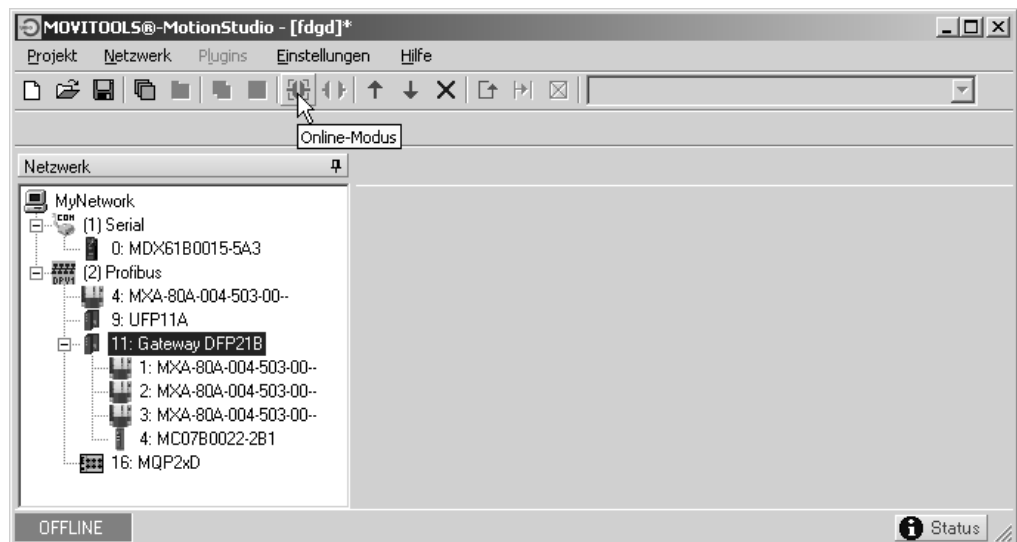 MOVITOOLS®-MotionStudio - [fdgd]*
Projekt Netzwerk Plugins Einstellungen Hilfe
Online-Modus
Netzwerk
MyNetwork
COM
(1) Serial
0: MDX61B0015-5A3
DPV1
(2) Profibus
4: MXA-80A-004-503-00--
9: UFP11A
11: Gateway DFP21B
1: MXA-80A-004-503-00--
2: MXA-80A-004-503-00--
3: MXA-80A-004-503-00--
4: MC07B0022-2B1
16: MQP2xD
OFFLINE
Status